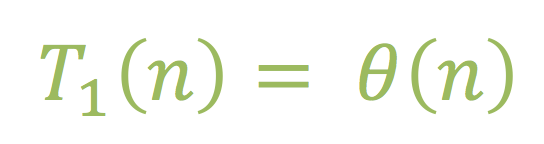 T₁(n) = θ(n)